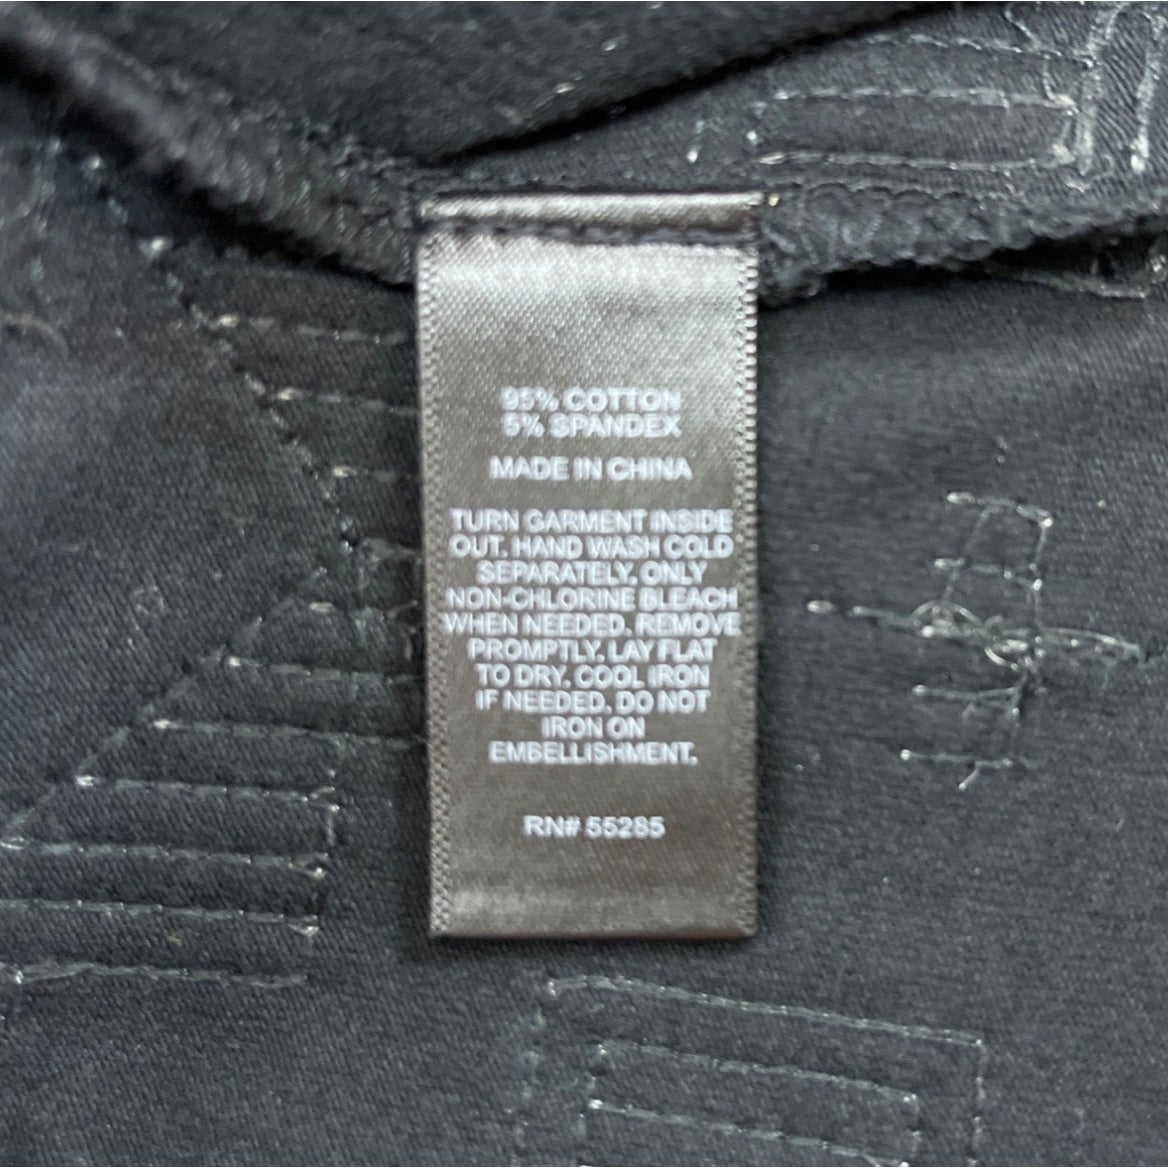 95% COTTON
5% SPANDEX
MADE IN CHINA
TURN GARMENT INSIDE
OUT. HAND WASH COLD
SEPARATELY. ONLY
NON-CHLORINE BLEACH
WHEN NEEDED. REMOVE
PROMPTLY. LAY FLAT
TO DRY. COOL IRON
IF NEEDED. DO NOT
IRON ON
EMBELLISHMENT.
RN# 55285